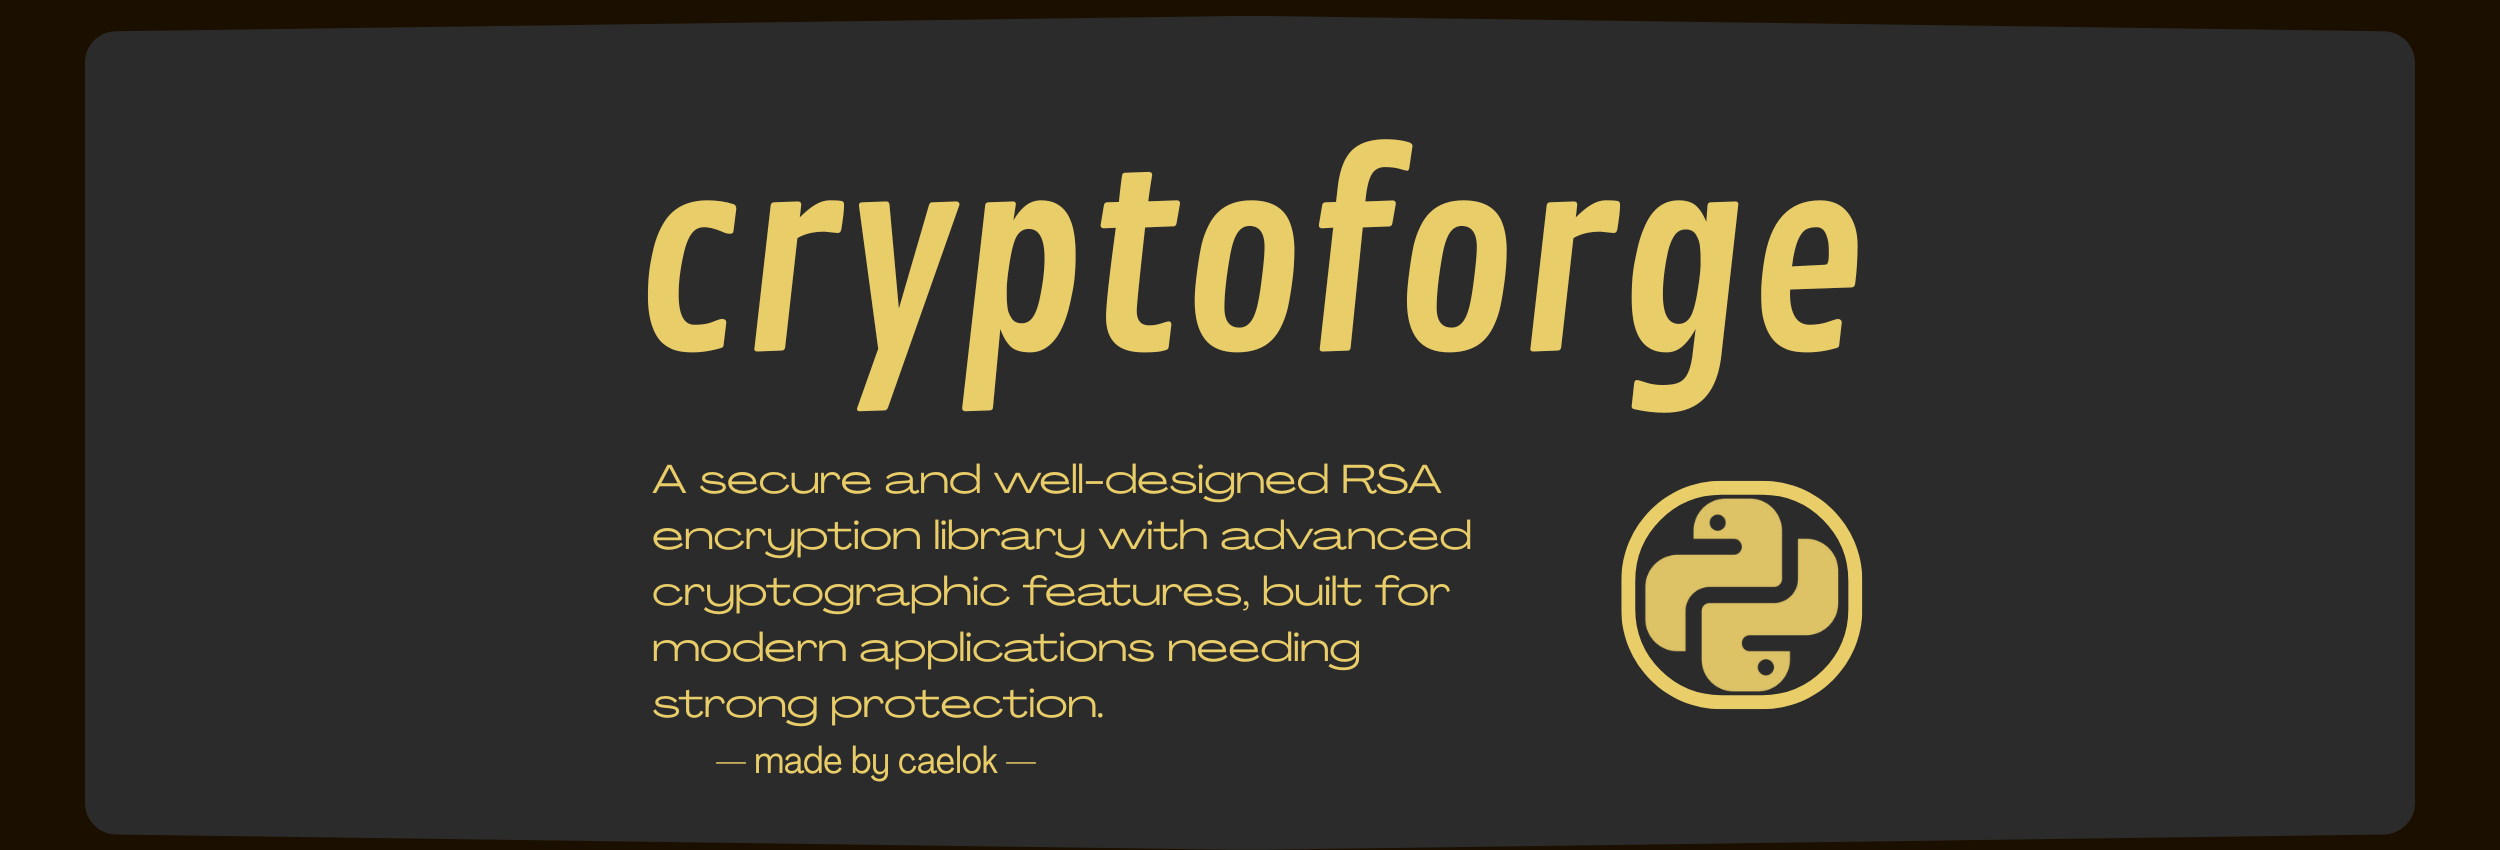 cryptoforge
A secure and well-designed RSA
encryption library with advanced
cryptographic features, built for
modern applications needing
strong protection.
— made by caelok —